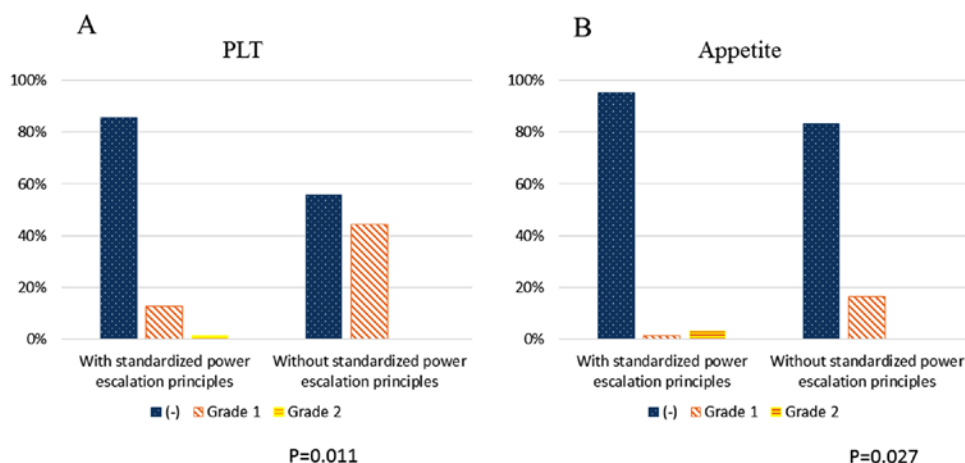 A
PLT
100%
80%
60%
40%
20%
0%
With standardized power
escalation principles
Without standardized power
escalation principles
(-) Grade 1 Grade 2
P=0.011
B
Appetite
100%
80%
60%
40%
20%
0%
With standardized power
escalation principles
Without standardized power
escalation principles
(-) Grade 1 Grade 2
P=0.027